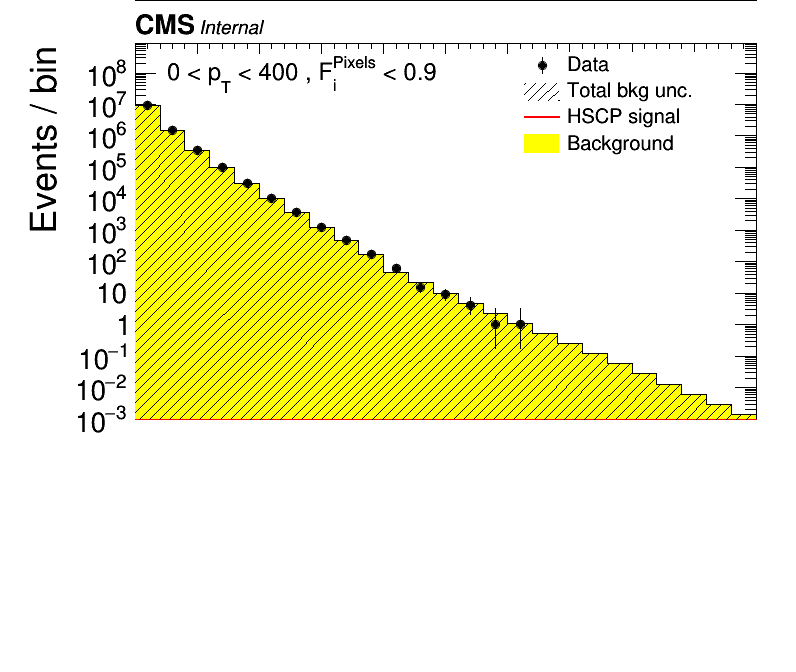 CMS Internal
0 < p_T < 400 , F_i^Pixels < 0.9
Data
Total bkg unc.
HSCP signal
Background
Events / bin
10^8
10^7
10^6
10^5
10^4
10^3
10^2
10
1
10^−1
10^−2
10^−3